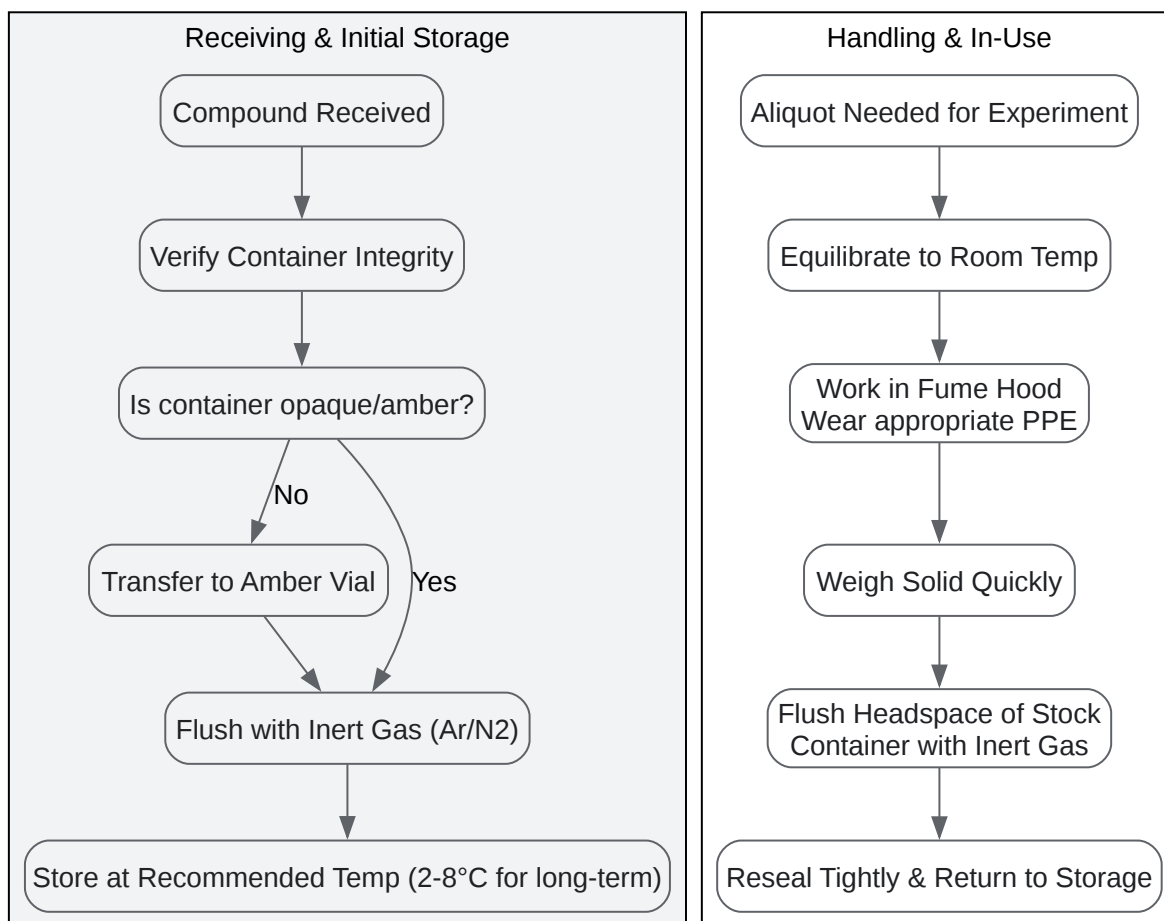 Receiving & Initial Storage
Compound Received
Verify Container Integrity
Is container opaque/amber?
No
Transfer to Amber Vial
Yes
Flush with Inert Gas (Ar/N2)
Store at Recommended Temp (2-8°C for long-term)
Handling & In-Use
Aliquot Needed for Experiment
Equilibrate to Room Temp
Work in Fume Hood
Wear appropriate PPE
Weigh Solid Quickly
Flush Headspace of Stock
Container with Inert Gas
Reseal Tightly & Return to Storage